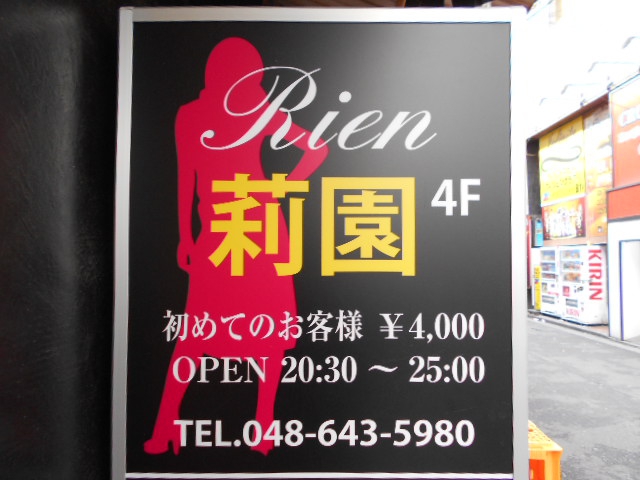 Rien
莉園 4F
初めてのお客様 ¥4,000
OPEN 20:30 ～ 25:00
TEL.048-643-5980
KIRIN